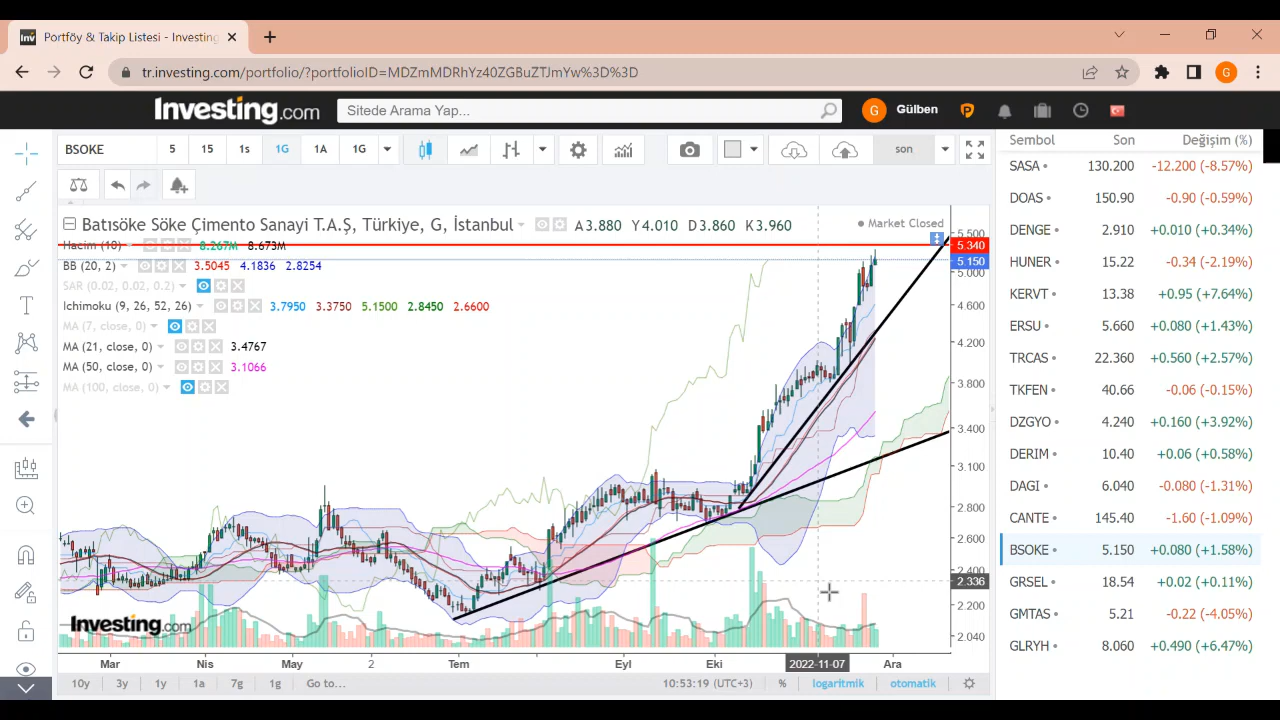 Portföy & Takip Listesi - Investing
tr.investing.com/portfolio/?portfolioID=MDZmMDRhYz40ZGBuZTJmYw%3D%3D
G
Investing.com
Sitede Arama Yap...
G
Gülben
BSOKE
5
15
1s
1G
1A
1G
son
Batısöke Söke Çimento Sanayi T.A.Ş, Türkiye, G, İstanbul
A3.880 Y4.010 D3.860 K3.960
Market Closed
Hacim (10) 8.267M 8.673M
BB (20, 2) 3.5045 4.1836 2.8254
SAR (0.02, 0.02, 0.2)
Ichimoku (9, 26, 52, 26) 3.7950 3.3750 5.1500 2.8450 2.6600
MA (7, close, 0)
MA (21, close, 0) 3.4767
MA (50, close, 0) 3.1066
MA (100, close, 0)
5.500
5.340
5.150
5.000
4.600
4.200
3.800
3.400
3.100
2.800
2.600
2.400
2.336
2.200
2.040
Investing.com
Mar Nis May 2 Tem Eyl Eki 2022-11-07 Ara
10y 3y 1y 1a 7g 1g Go to...
10:53:19 (UTC+3) % logaritmik otomatik
Sembol Son Değişim (%)
SASA 130.200 -12.200 (-8.57%)
DOAS 150.90 -0.90 (-0.59%)
DENGE 2.910 +0.010 (+0.34%)
HUNER 15.22 -0.34 (-2.19%)
KERVT 13.38 +0.95 (+7.64%)
ERSU 5.660 +0.080 (+1.43%)
TRCAS 22.360 +0.560 (+2.57%)
TKFEN 40.66 -0.06 (-0.15%)
DZGYO 4.240 +0.160 (+3.92%)
DERIM 10.40 +0.06 (+0.58%)
DAGI 6.040 -0.080 (-1.31%)
CANTE 145.40 -1.60 (-1.09%)
BSOKE 5.150 +0.080 (+1.58%)
GRSEL 18.54 +0.02 (+0.11%)
GMTAS 5.21 -0.22 (-4.05%)
GLRYH 8.060 +0.490 (+6.47%)